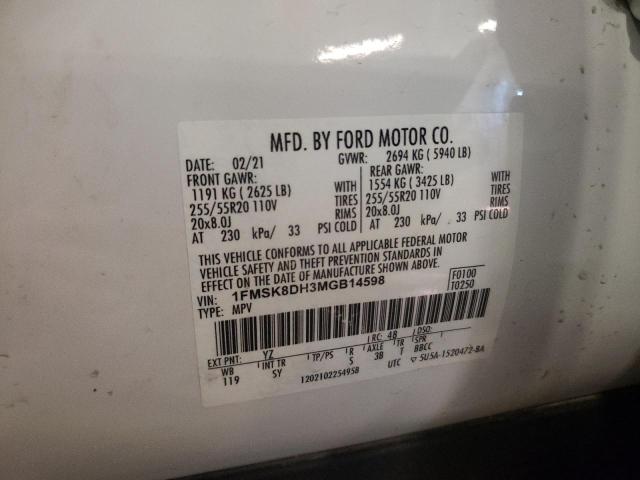 MFD. BY FORD MOTOR CO.
DATE: 02/21 GVWR: 2694 KG ( 5940 LB)
FRONT GAWR: REAR GAWR:
1191 KG ( 2625 LB) WITH 1554 KG ( 3425 LB) WITH
255/55R20 110V TIRES 255/55R20 110V TIRES
20x8.0J RIMS 20x8.0J RIMS
AT 230 kPa/ 33 PSI COLD AT 230 kPa/ 33 PSI COLD
THIS VEHICLE CONFORMS TO ALL APPLICABLE FEDERAL MOTOR
VEHICLE SAFETY AND THEFT PREVENTION STANDARDS IN
EFFECT ON THE DATE OF MANUFACTURE SHOWN ABOVE.
VIN: 1FMSK8DH3MGB14598 F0100
TYPE: MPV T0250
EXT PNT: YZ RC: 48 DSO:
WB INT TR TP/PS R AXLE TR SPR
119 SY S 3B T BBCC
1202102254958 UTC ▽ 5U5A-1520472-BA